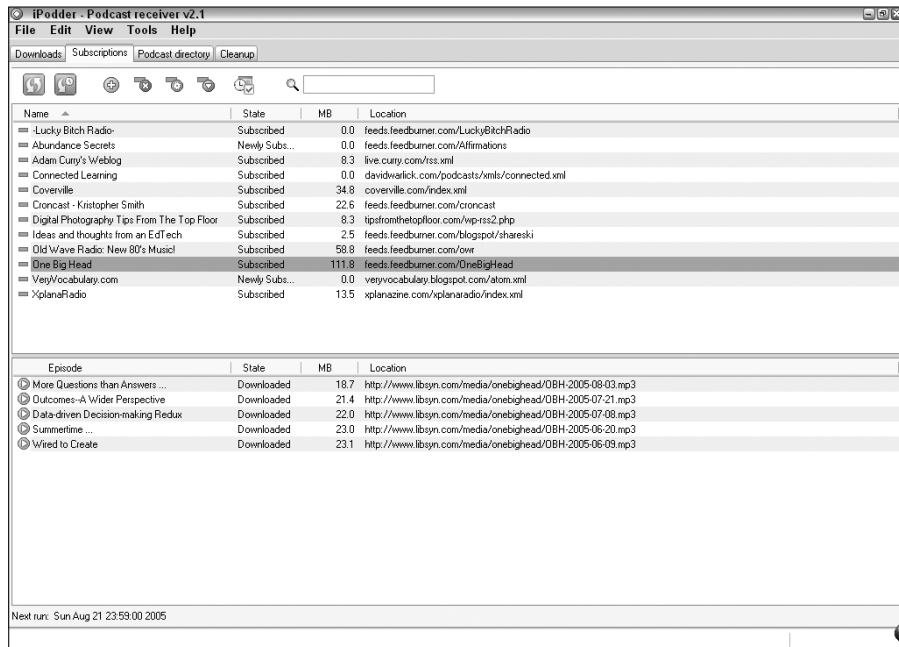 iPodder - Podcast receiver v2.1
File Edit View Tools Help
Downloads Subscriptions Podcast directory Cleanup
Name State MB Location
-Lucky Bitch Radio- Subscribed 0.0 feeds.feedburner.com/LuckyBitchRadio
Abundance Secrets Newly Subs... 0.0 feeds.feedburner.com/Affirmations
Adam Curry's Weblog Subscribed 8.3 live.curry.com/rss.xml
Connected Learning Subscribed 0.0 davidwarlick.com/podcasts/xmls/connected.xml
Coverville Subscribed 34.8 coverville.com/index.xml
Croncast - Kristopher Smith Subscribed 22.6 feeds.feedburner.com/croncast
Digital Photography Tips From The Top Floor Subscribed 8.3 tipsfromthetopfloor.com/wp-rss2.php
Ideas and thoughts from an EdTech Subscribed 2.5 feeds.feedburner.com/blogspot/shareski
Old Wave Radio: New 80's Music! Subscribed 58.8 feeds.feedburner.com/owr
One Big Head Subscribed 111.8 feeds.feedburner.com/OneBigHead
VeryVocabulary.com Newly Subs... 0.0 veryvocabulary.blogspot.com/atom.xml
XplanaRadio Subscribed 13.5 xplanazine.com/xplanaradio/index.xml
Episode State MB Location
More Questions than Answers ... Downloaded 18.7 http://www.libsyn.com/media/onebighead/OBH-2005-08-03.mp3
Outcomes--A Wider Perspective Downloaded 21.4 http://www.libsyn.com/media/onebighead/OBH-2005-07-21.mp3
Data-driven Decision-making Redux Downloaded 22.0 http://www.libsyn.com/media/onebighead/OBH-2005-07-08.mp3
Summertime ... Downloaded 23.0 http://www.libsyn.com/media/onebighead/OBH-2005-06-20.mp3
Wired to Create Downloaded 23.1 http://www.libsyn.com/media/onebighead/OBH-2005-06-09.mp3
Next run: Sun Aug 21 23:59:00 2005